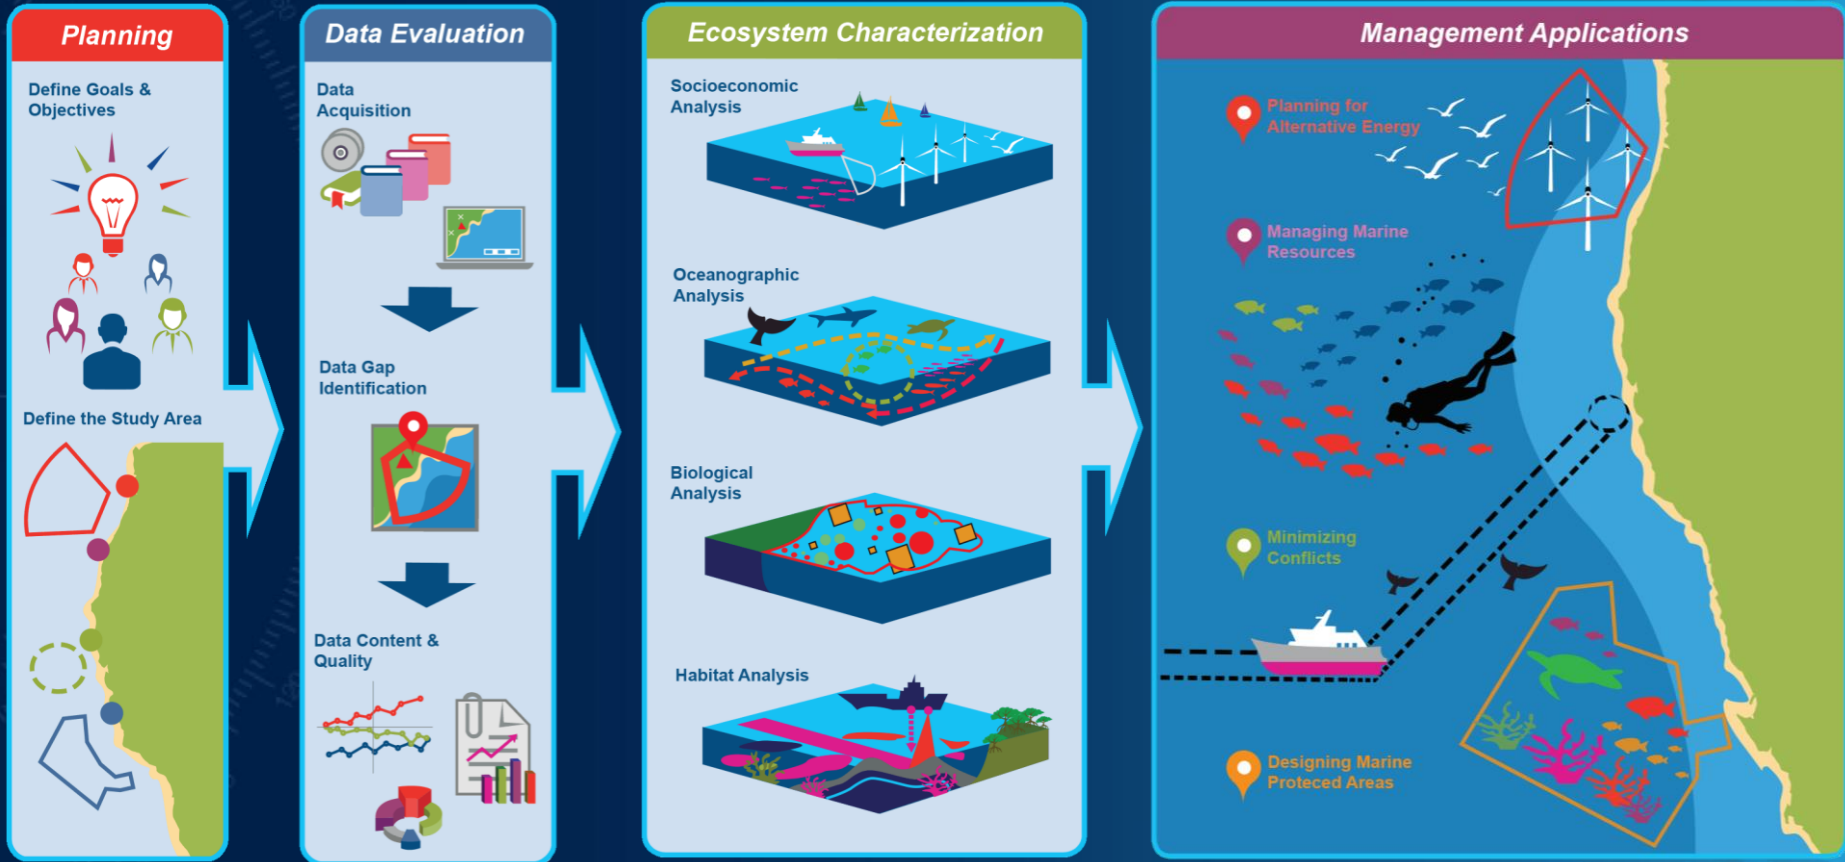 Planning
Define Goals &
Objectives
Define the Study Area
Data Evaluation
Data
Acquisition
Data Gap
Identification
Data Content &
Quality
Ecosystem Characterization
Socioeconomic
Analysis
Oceanographic
Analysis
Biological
Analysis
Habitat Analysis
Management Applications
Planning for
Alternative Energy
Managing Marine
Resources
Minimizing
Conflicts
Designing Marine
Proteced Areas